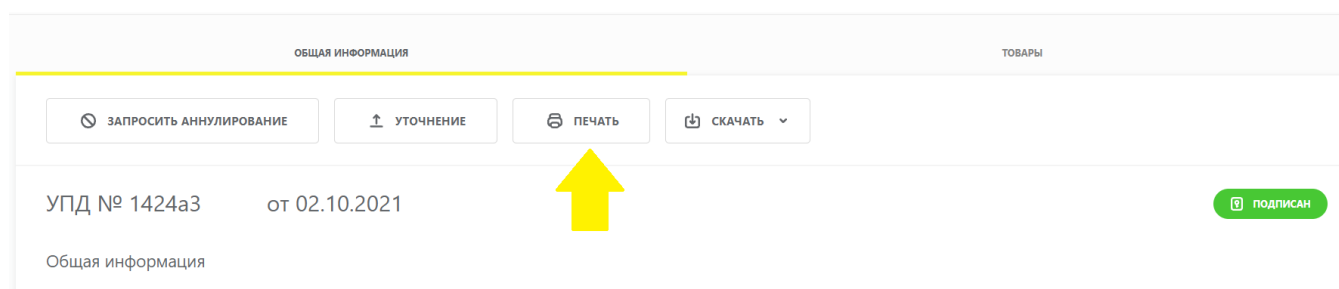 ОБЩАЯ ИНФОРМАЦИЯ
ТОВАРЫ
ЗАПРОСИТЬ АННУЛИРОВАНИЕ
УТОЧНЕНИЕ
ПЕЧАТЬ
СКАЧАТЬ
УПД № 1424а3 от 02.10.2021
ПОДПИСАН
Общая информация